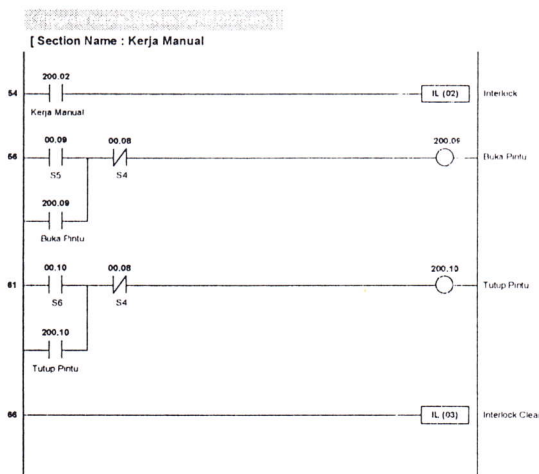 [ Section Name : Kerja Manual
200.02
54
IL (02)
Interlock
Kerja Manual
00.09
00.08
200.09
56
Buka Pintu
S5
S4
200.09
Buka Pintu
00.10
00.08
200.10
61
Tutup Pintu
S6
S4
200.10
Tutup Pintu
66
IL (03)
Interlock Clea